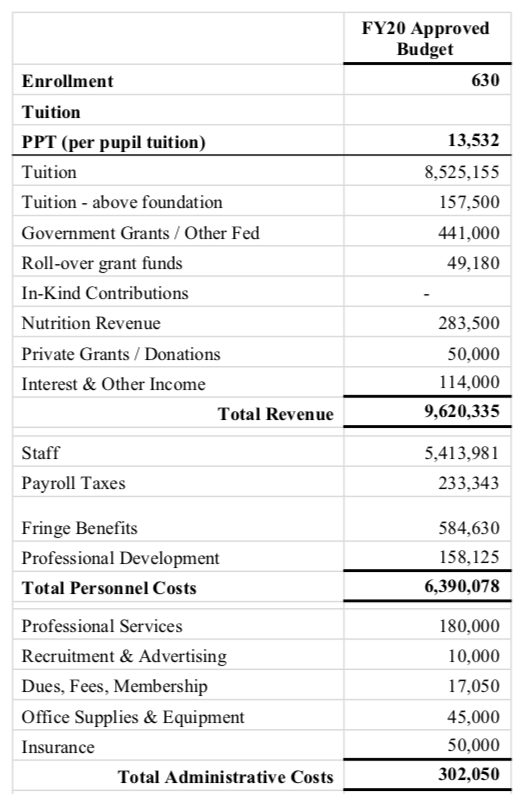 FY20 Approved
Budget
Enrollment 630
Tuition
PPT (per pupil tuition) 13,532
Tuition 8,525,155
Tuition - above foundation 157,500
Government Grants / Other Fed 441,000
Roll-over grant funds 49,180
In-Kind Contributions -
Nutrition Revenue 283,500
Private Grants / Donations 50,000
Interest & Other Income 114,000
Total Revenue 9,620,335
Staff 5,413,981
Payroll Taxes 233,343
Fringe Benefits 584,630
Professional Development 158,125
Total Personnel Costs 6,390,078
Professional Services 180,000
Recruitment & Advertising 10,000
Dues, Fees, Membership 17,050
Office Supplies & Equipment 45,000
Insurance 50,000
Total Administrative Costs 302,050